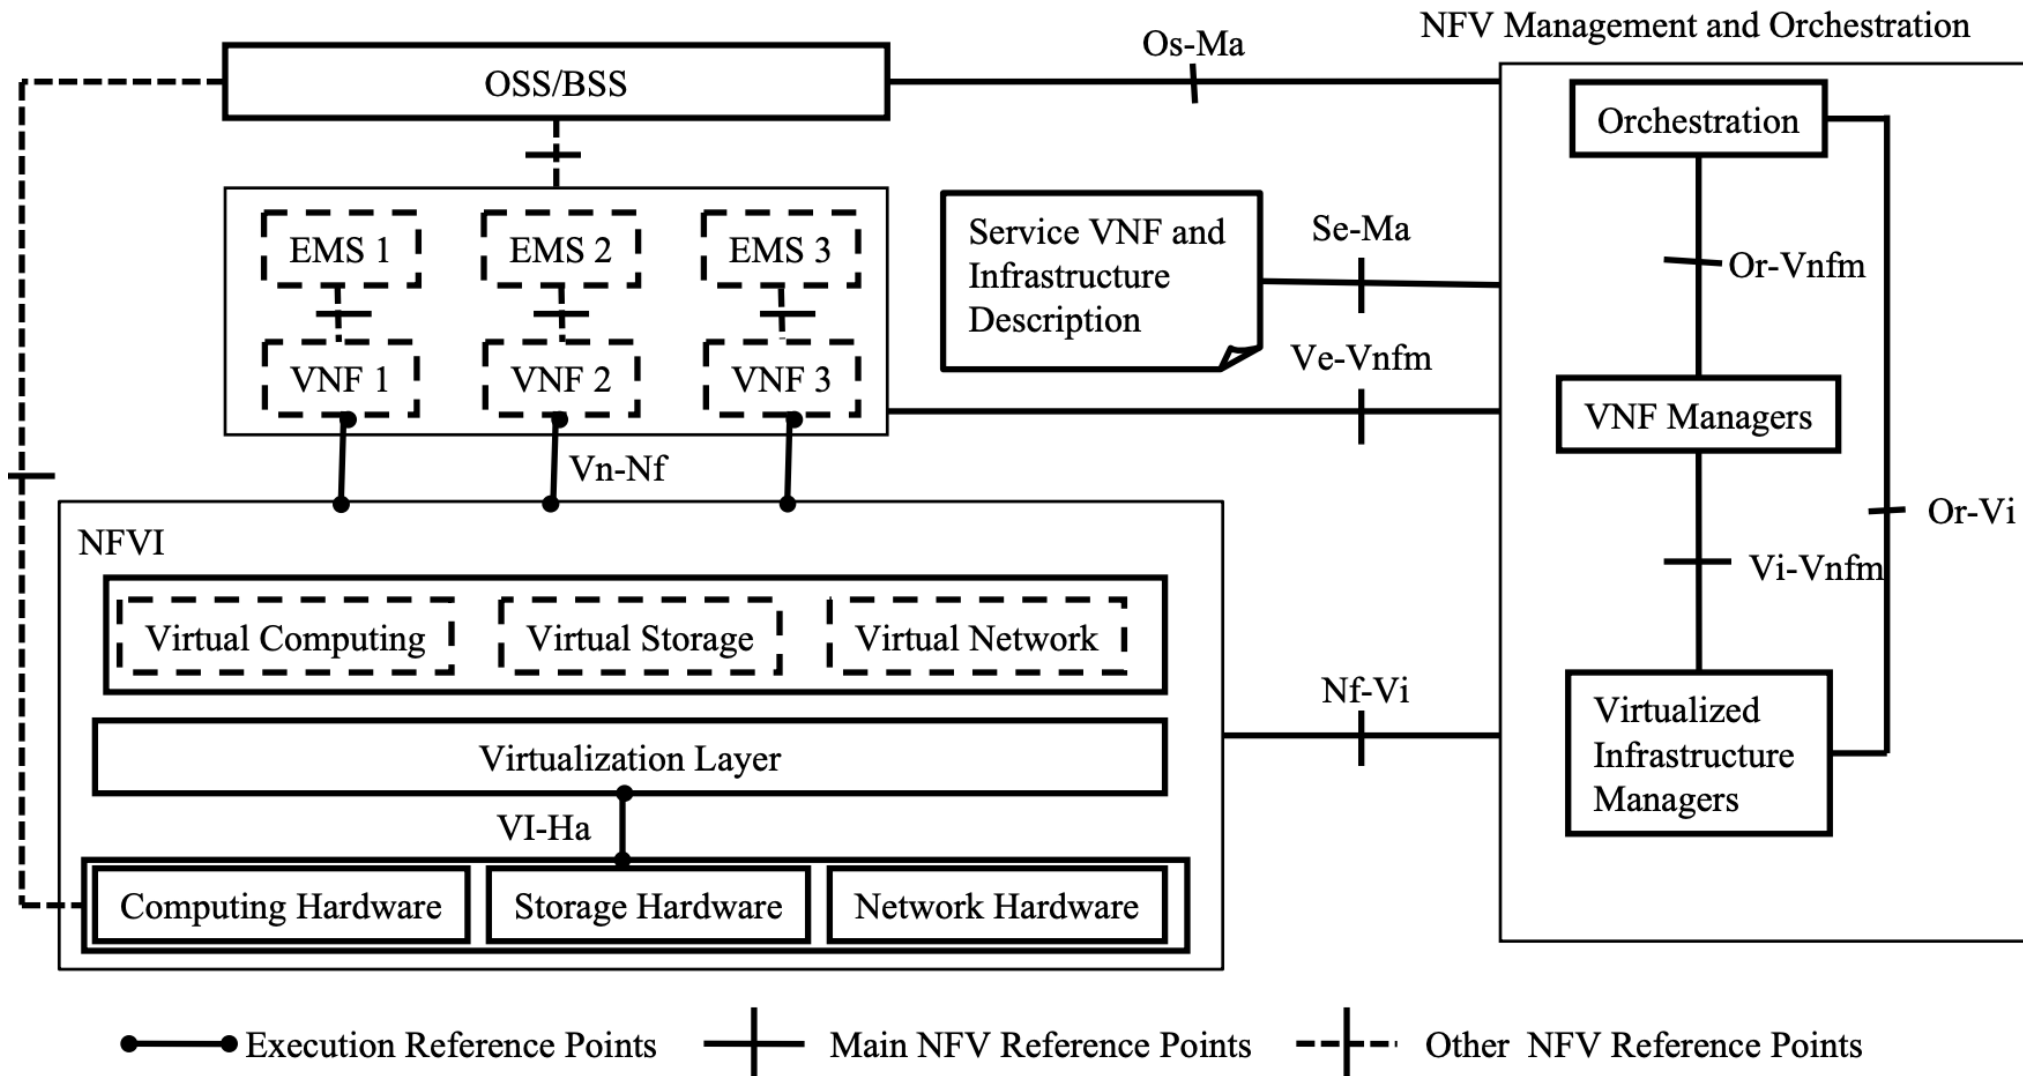 NFV Management and Orchestration
Os-Ma
OSS/BSS
Orchestration
EMS 1
EMS 2
EMS 3
Service VNF and
Infrastructure
Description
Se-Ma
Or-Vnfm
Ve-Vnfm
VNF 1
VNF 2
VNF 3
VNF Managers
Vn-Nf
Or-Vi
NFVI
Vi-Vnfm
Virtual Computing
Virtual Storage
Virtual Network
Nf-Vi
Virtualized
Infrastructure
Managers
Virtualization Layer
VI-Ha
Computing Hardware
Storage Hardware
Network Hardware
Execution Reference Points
Main NFV Reference Points
Other NFV Reference Points